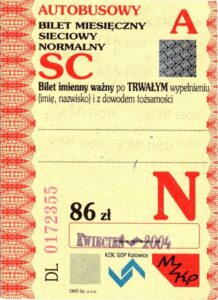 AUTOBUSOWY
BILET MIESIĘCZNY
SIECIOWY
NORMALNY
A
SC
Bilet imienny ważny po TRWAŁYM wypełnieniu
(imię, nazwisko) i z dowodem tożsamości
DL 0172355
86 zł
N
KWIECIEŃ 2004
KZK GOP Katowice